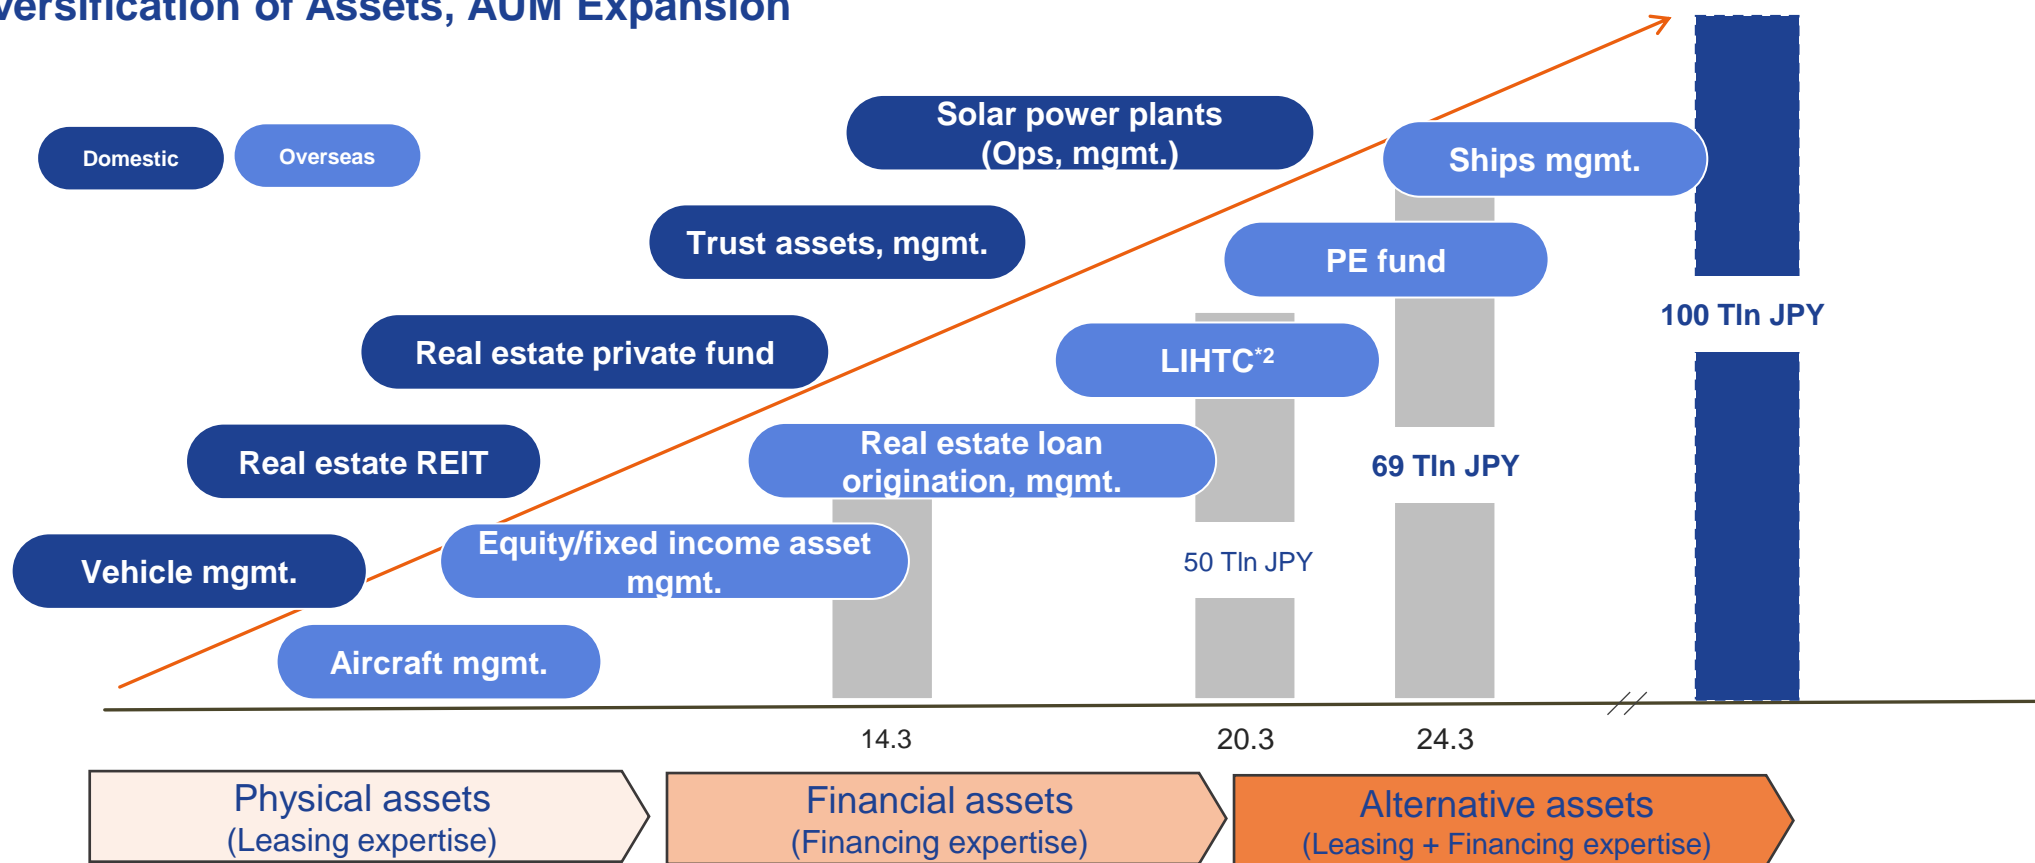 versification of Assets, AUM Expansion
Domestic
Overseas
Solar power plants
(Ops, mgmt.)
Ships mgmt.
Trust assets, mgmt.
PE fund
100 Tln JPY
Real estate private fund
LIHTC*2
Real estate REIT
Real estate loan
origination, mgmt.
69 Tln JPY
Vehicle mgmt.
Equity/fixed income asset
mgmt.
50 Tln JPY
Aircraft mgmt.
14.3
20.3
24.3
Physical assets
(Leasing expertise)
Financial assets
(Financing expertise)
Alternative assets
(Leasing + Financing expertise)